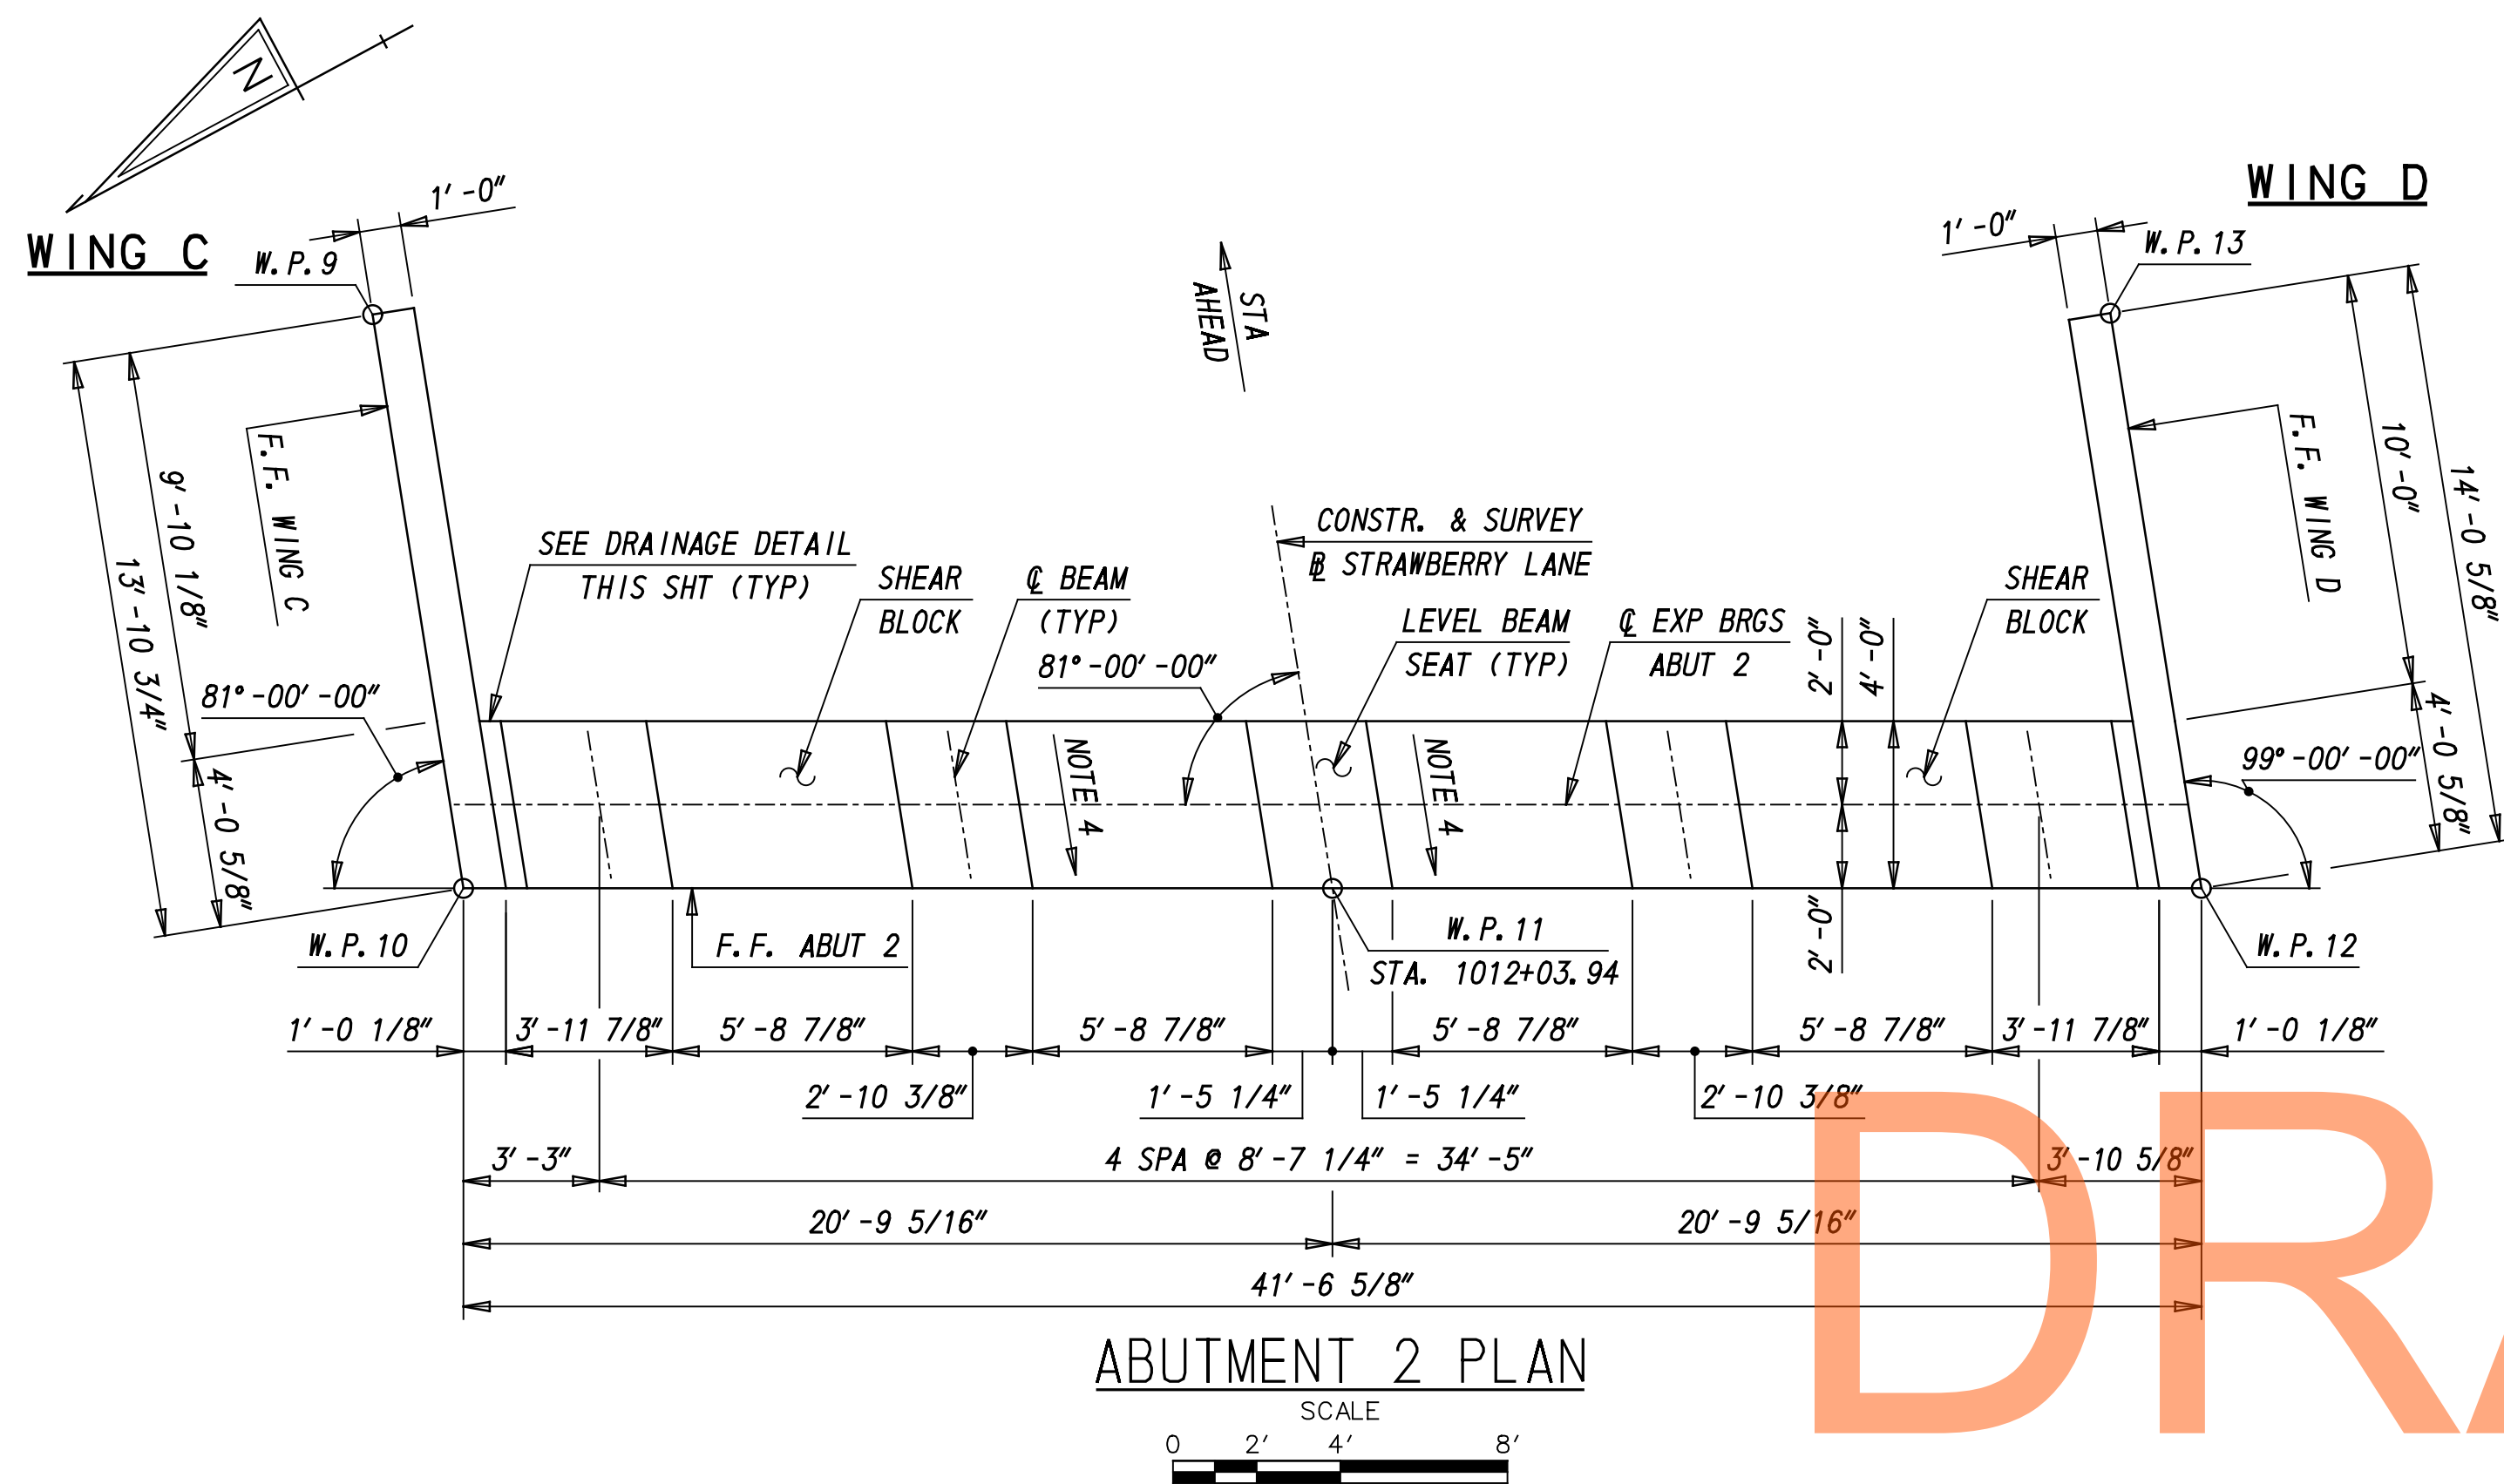 N
WING C
W.P.9
1'-0"
1'-0"
WING D
W.P.13
STA
AHEAD
F.F. WING C
9'-10 1/8"
13'-10 3/4"
4'-0 5/8"
81°-00'-00"
SEE DRAINAGE DETAIL
THIS SHT (TYP)
SHEAR
BLOCK
℄ BEAM
(TYP)
81°-00'-00"
CONSTR. & SURVEY
BL STRAWBERRY LANE
LEVEL BEAM
SEAT (TYP)
℄ EXP BRGS
ABUT 2
2'-0"
4'-0"
2'-0"
SHEAR
BLOCK
F.F. WING D
10'-0"
14'-0 5/8"
4'-0 5/8"
99°-00'-00"
NOTE 4
NOTE 4
W.P.10
F.F. ABUT 2
W.P.11
STA. 1012+03.94
W.P.12
1'-0 1/8"
3'-11 7/8"
5'-8 7/8"
5'-8 7/8"
5'-8 7/8"
5'-8 7/8"
3'-11 7/8"
1'-0 1/8"
2'-10 3/8"
1'-5 1/4"
1'-5 1/4"
2'-10 3/8"
3'-3"
4 SPA @ 8'-7 1/4" = 34'-5"
3'-10 5/8"
20'-9 5/16"
20'-9 5/16"
41'-6 5/8"
ABUTMENT 2 PLAN
SCALE
0 2' 4' 8'
DRA